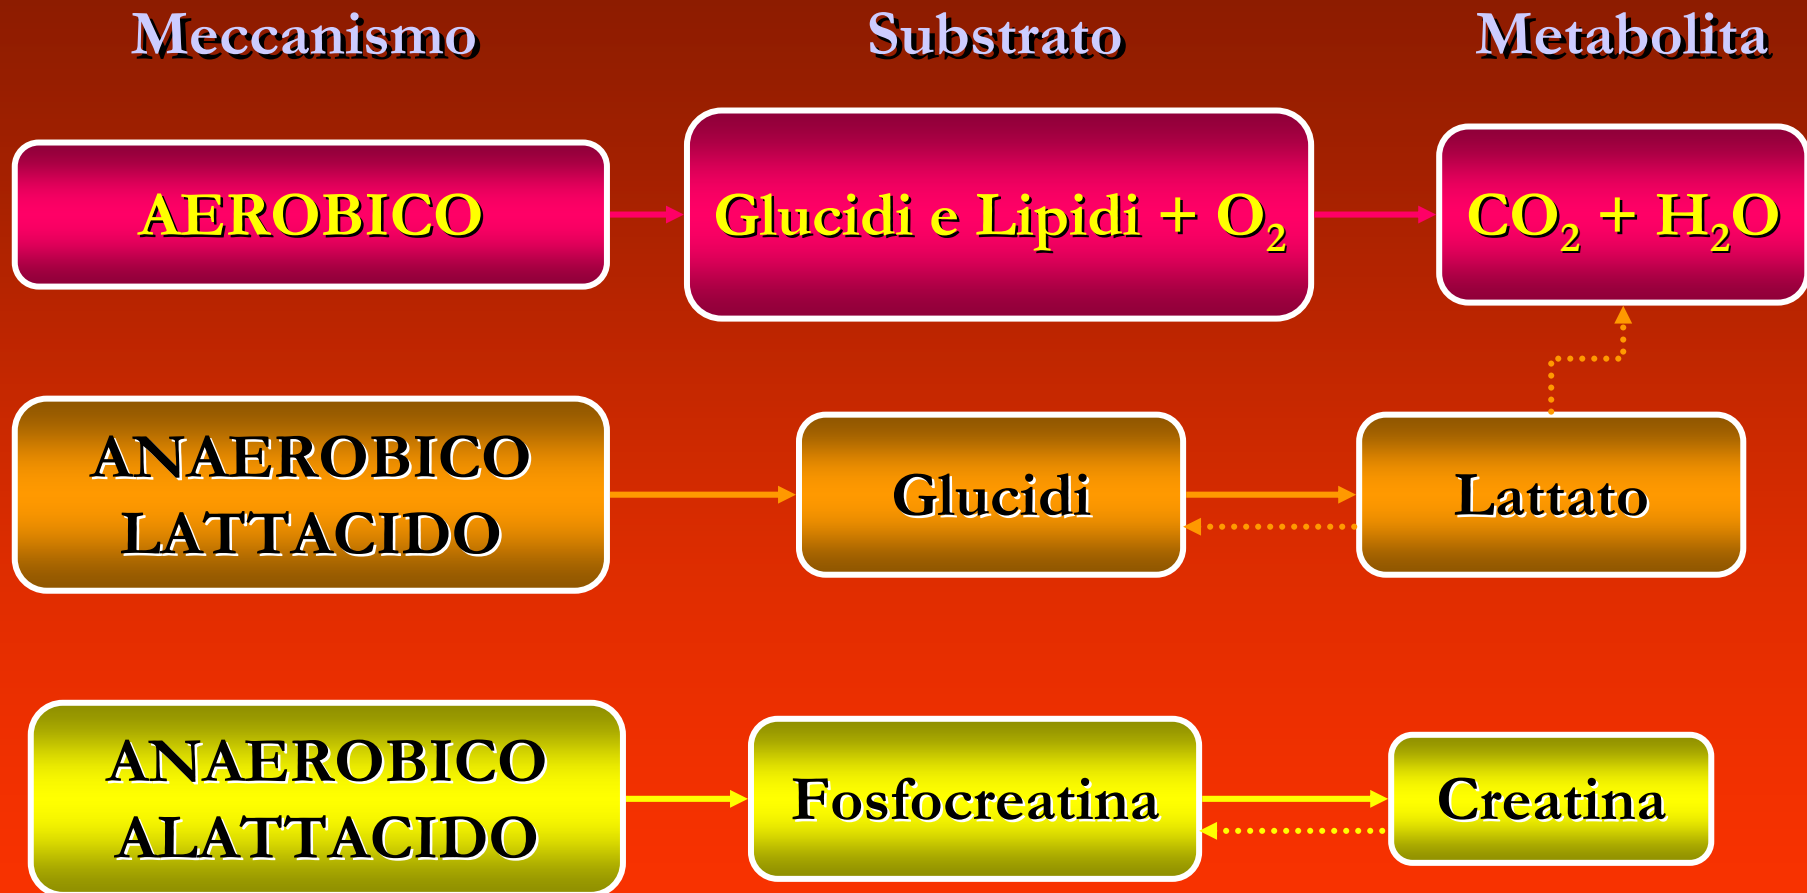 Meccanismo Substrato Metabolita
AEROBICO Glucidi e Lipidi + O₂ CO₂ + H₂O
ANAEROBICO
LATTACIDO
Glucidi
Lattato
ANAEROBICO
ALATTACIDO
Fosfocreatina
Creatina